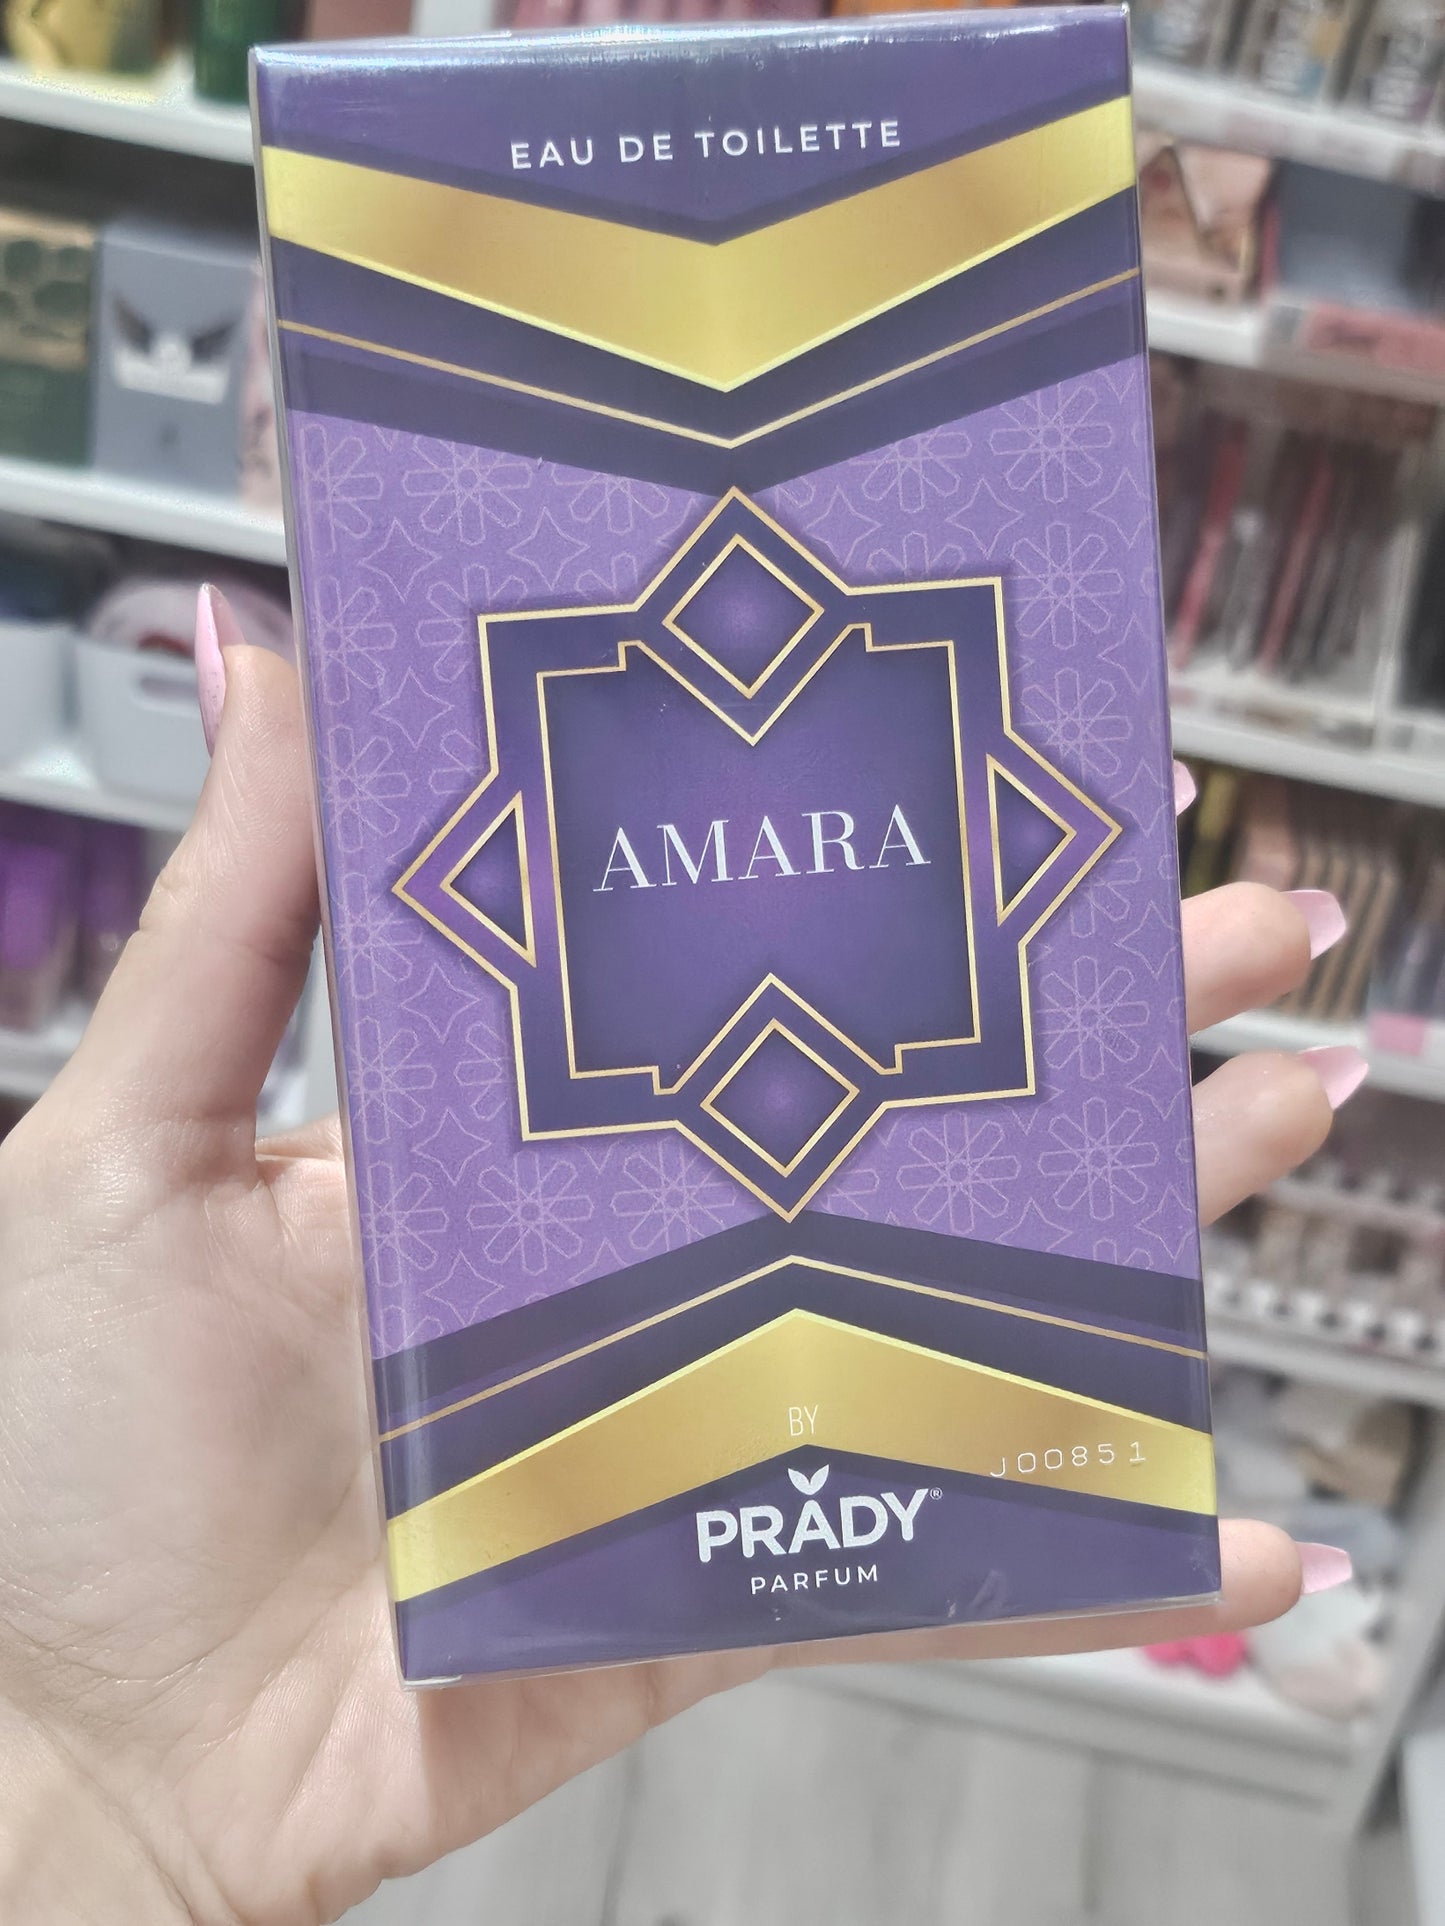 EAU DE TOILETTE
AMARA
BY
J00851
PRADY®
PARFUM